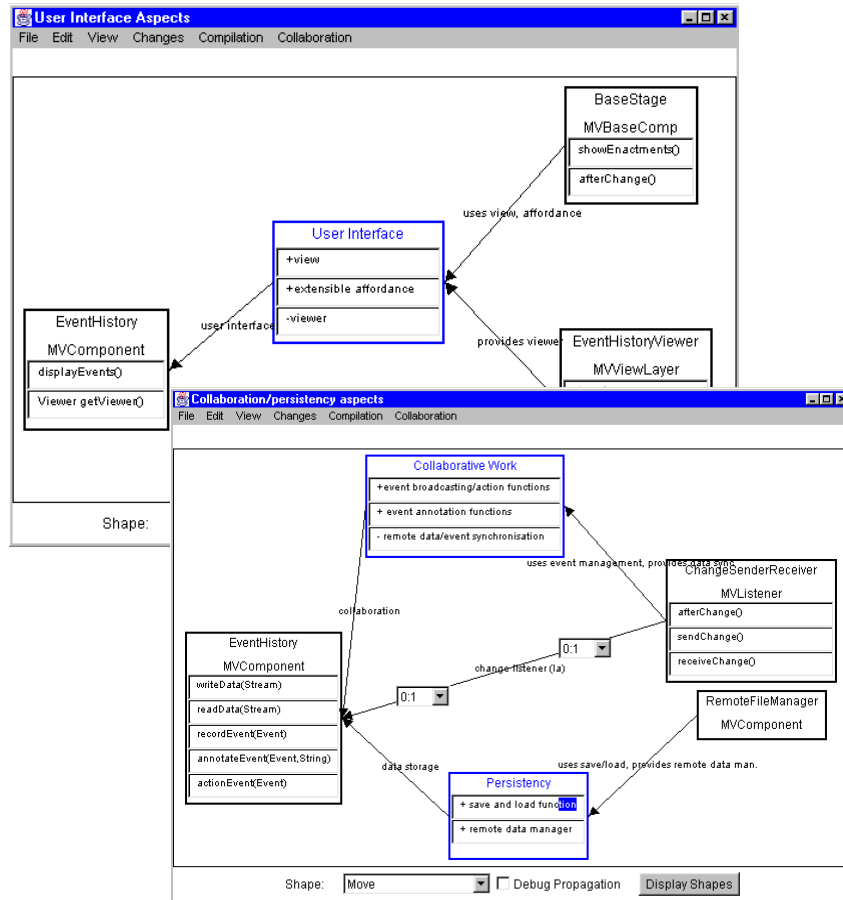 User Interface Aspects
File Edit View Changes Compilation Collaboration
BaseStage
MVBaseComp
showEnactments()
afterChange()
uses view, affordance
User Interface
+view
+extensible affordance
-viewer
user interface
provides viewer
EventHistory
MVComponent
displayEvents()
Viewer getViewer()
EventHistoryViewer
MVViewLayer
Shape:
Collaboration/persistency aspects
File Edit View Changes Compilation Collaboration
Collaborative Work
+event broadcasting/action functions
+ event annotation functions
- remote data/event synchronisation
uses event management, provides data sync
ChangeSenderReceiver
MVListener
afterChange()
sendChange()
receiveChange()
collaboration
0:1
change listener (la)
0:1
EventHistory
MVComponent
writeData(Stream)
readData(Stream)
recordEvent(Event)
annotateEvent(Event,String)
actionEvent(Event)
RemoteFileManager
MVComponent
data storage
uses save/load, provides remote data man.
Persistency
+ save and load function
+ remote data manager
Shape: Move Debug Propagation Display Shapes